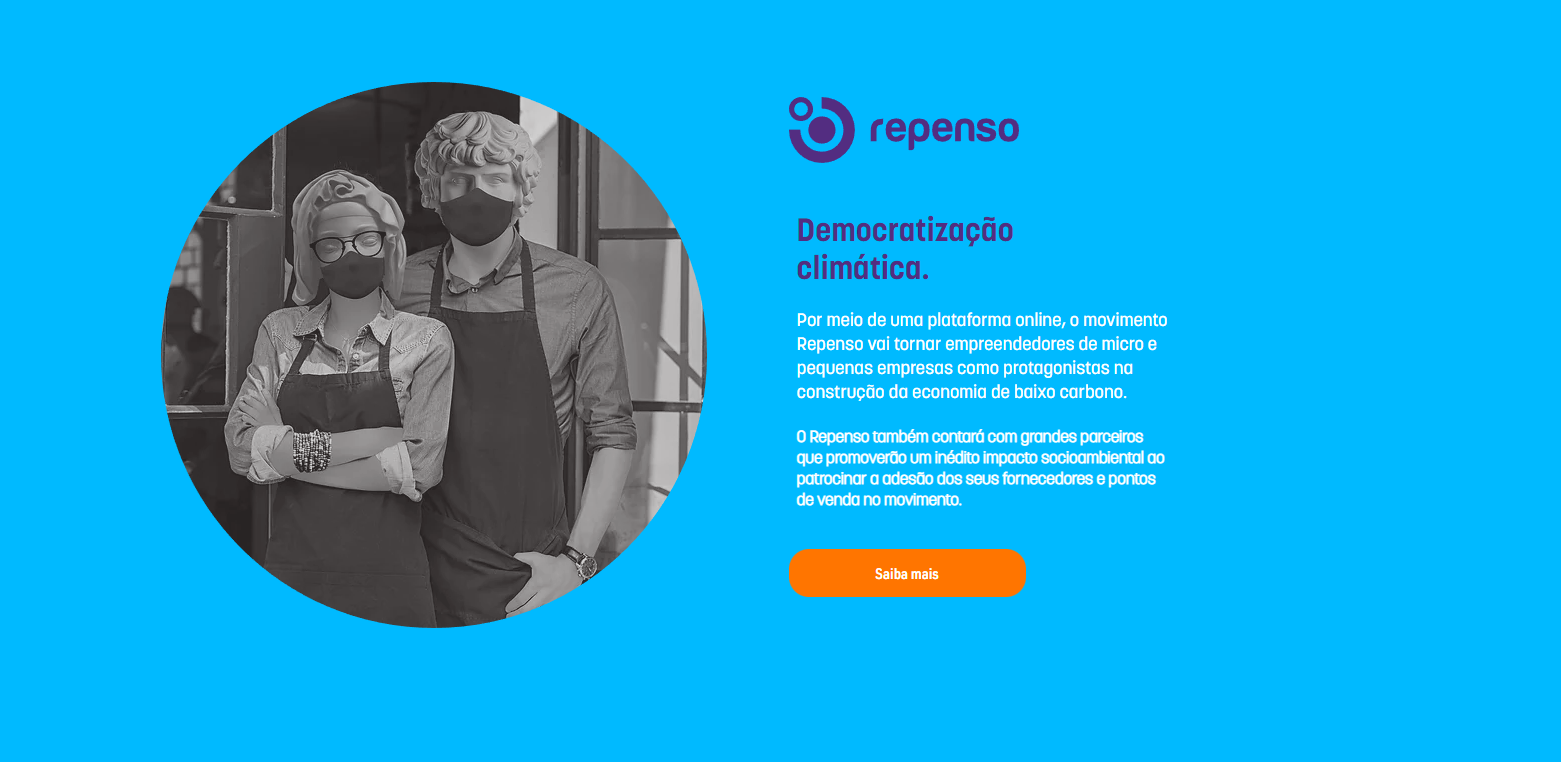 repenso
Democratização
climática.
Por meio de uma plataforma online, o movimento
Repenso vai tornar empreendedores de micro e
pequenas empresas como protagonistas na
construção da economia de baixo carbono.
O Repenso também contará com grandes parceiros
que promoverão um inédito impacto socioambiental ao
patrocinar a adesão dos seus fornecedores e pontos
de venda no movimento.
Saiba mais